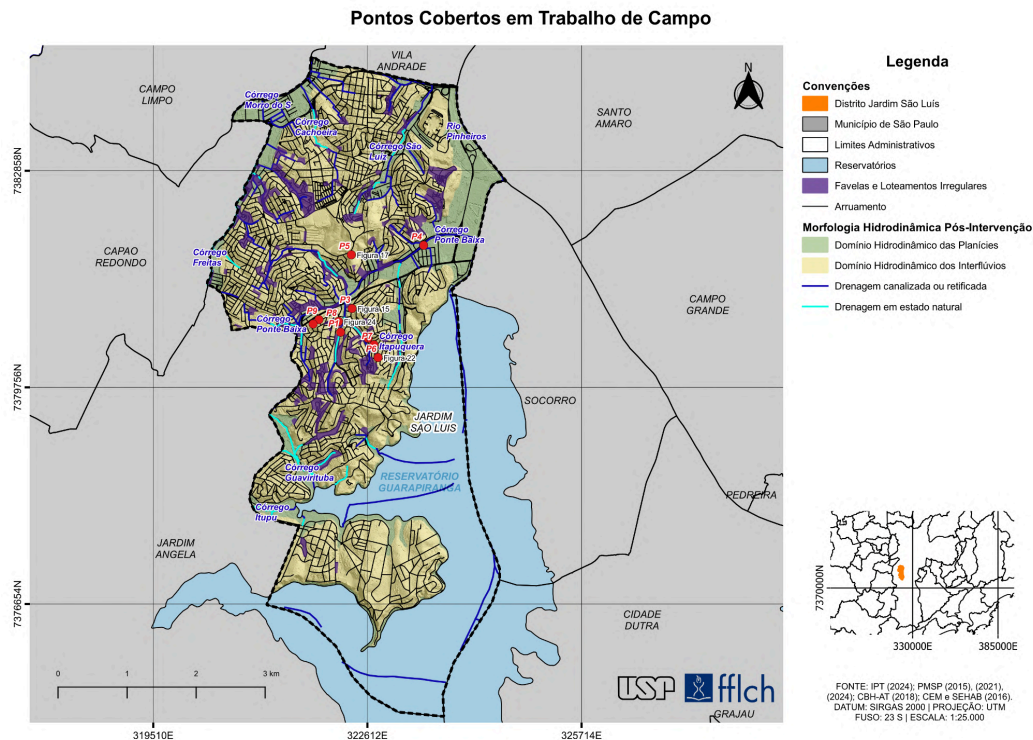 Pontos Cobertos em Trabalho de Campo
VILA
ANDRADE
CAMPO
LIMPO
SANTO
AMARO
CAPAO
REDONDO
CAMPO
GRANDE
SOCORRO
PEDREIRA
JARDIM
ANGELA
CIDADE
DUTRA
GRAJAU
JARDIM
SAO LUIS
RESERVATÓRIO
GUARAPIRANGA
Córrego
Morro do S
Córrego
Cachoeira
Córrego São
Luiz
Rio
Pinheiros
Córrego
Ponte Baixa
Córrego
Freitas
Córrego
Ponte Baixa
Córrego
Itapuquera
Córrego
Guavirituba
Córrego
Itupu
P4
P5
Figura 17
P3
Figura 15
P9
P8
P1
Figura 24
P7
P6
Figura 22
N
7382858N
7379756N
7376654N
319510E
322612E
325714E
0
1
2
3 km
USP
fflch
Legenda
Convenções
Distrito Jardim São Luís
Município de São Paulo
Limites Administrativos
Reservatórios
Favelas e Loteamentos Irregulares
Arruamento
Morfologia Hidrodinâmica Pós-Intervenção
Domínio Hidrodinâmico das Planícies
Domínio Hidrodinâmico dos Interflúvios
Drenagem canalizada ou retificada
Drenagem em estado natural
7370000N
330000E
385000E
FONTE: IPT (2024); PMSP (2015), (2021),
(2024); CBH-AT (2018); CEM e SEHAB (2016).
DATUM: SIRGAS 2000 | PROJEÇÃO: UTM
FUSO: 23 S | ESCALA: 1:25.000